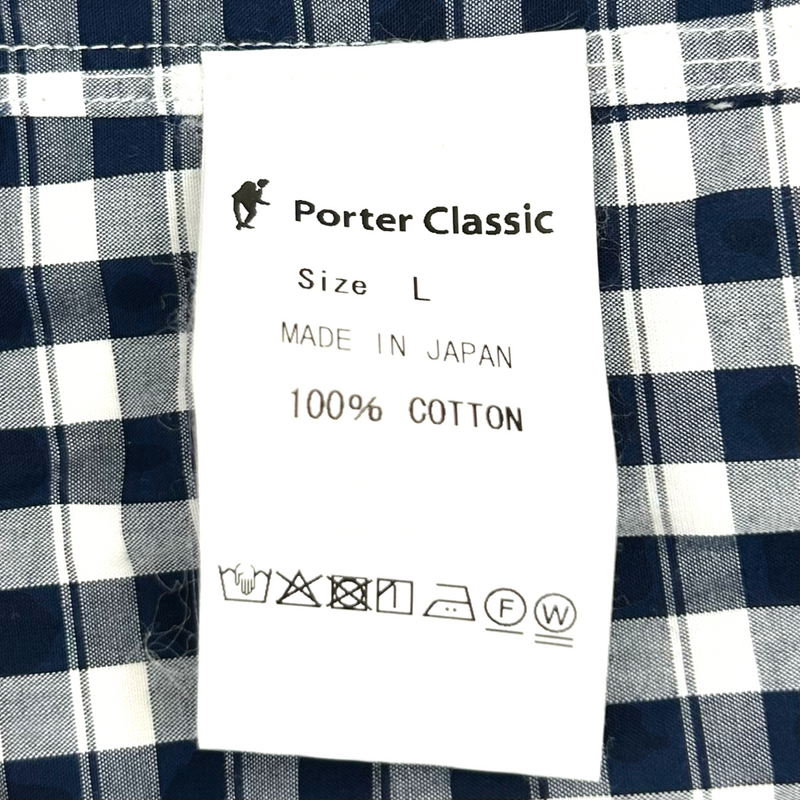 Porter Classic
Size L
MADE IN JAPAN
100% COTTON
F W